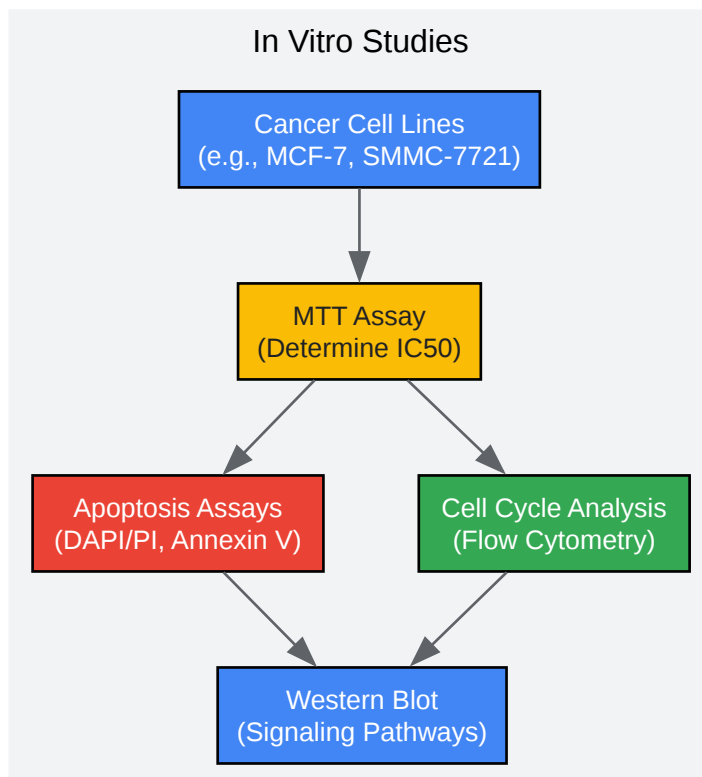 In Vitro Studies
Cancer Cell Lines
(e.g., MCF-7, SMMC-7721)
MTT Assay
(Determine IC50)
Apoptosis Assays
(DAPI/PI, Annexin V)
Cell Cycle Analysis
(Flow Cytometry)
Western Blot
(Signaling Pathways)